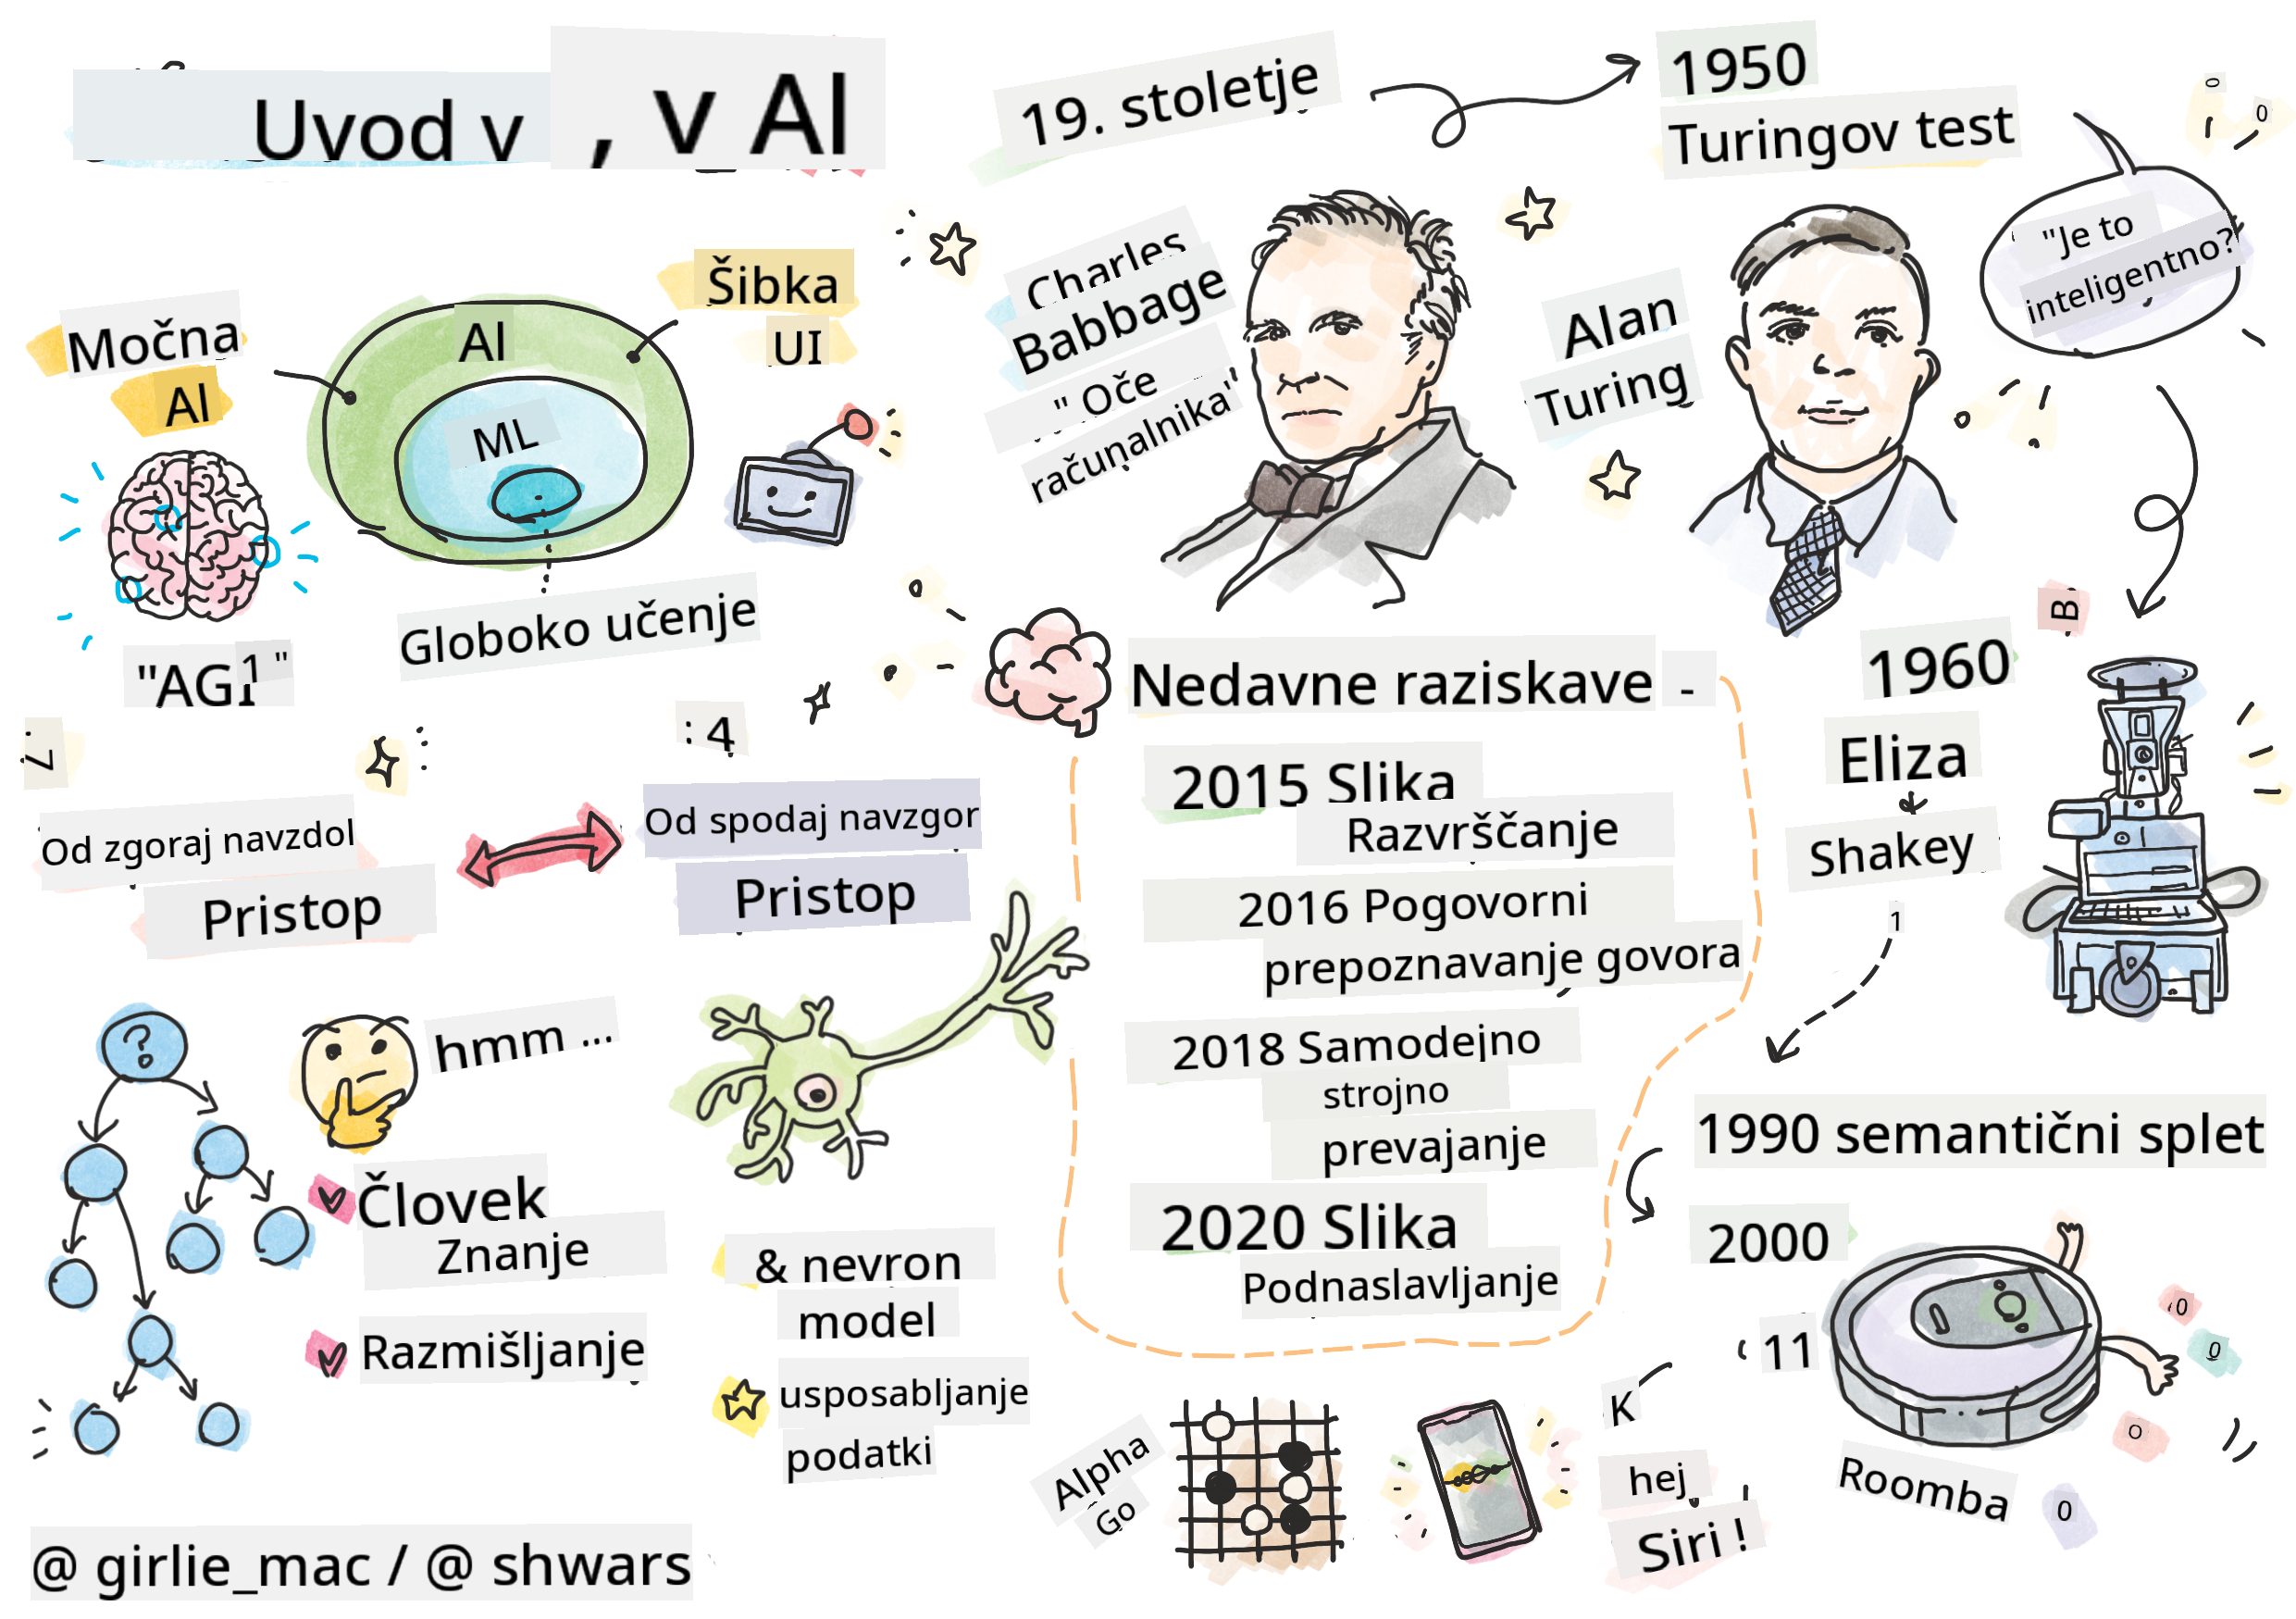 Uvod v , v AI
Močna
AI
AI
ML
Šibka
UI
Globoko učenje
"AGI"
19. stoletje
Charles
Babbage
" Oče
računalnika"
1950
Turingov test
Alan
Turing
"Je to
inteligentno?
1960
Eliza
Shakey
1990 semantični splet
2000
11
Roomba
Nedavne raziskave -
2015 Slika
Razvrščanje
2016 Pogovorni
prepoznavanje govora
2018 Samodejno
strojno
prevajanje
2020 Slika
Podnaslavljanje
: 4
Od zgoraj navzdol
Pristop
Od spodaj navzgor
Pristop
?
hmm ...
Človek
Znanje
Razmišljanje
& nevron
model
usposabljanje
podatki
Alpha
Go
K
hej
Siri !
@ girlie_mac / @ shwars